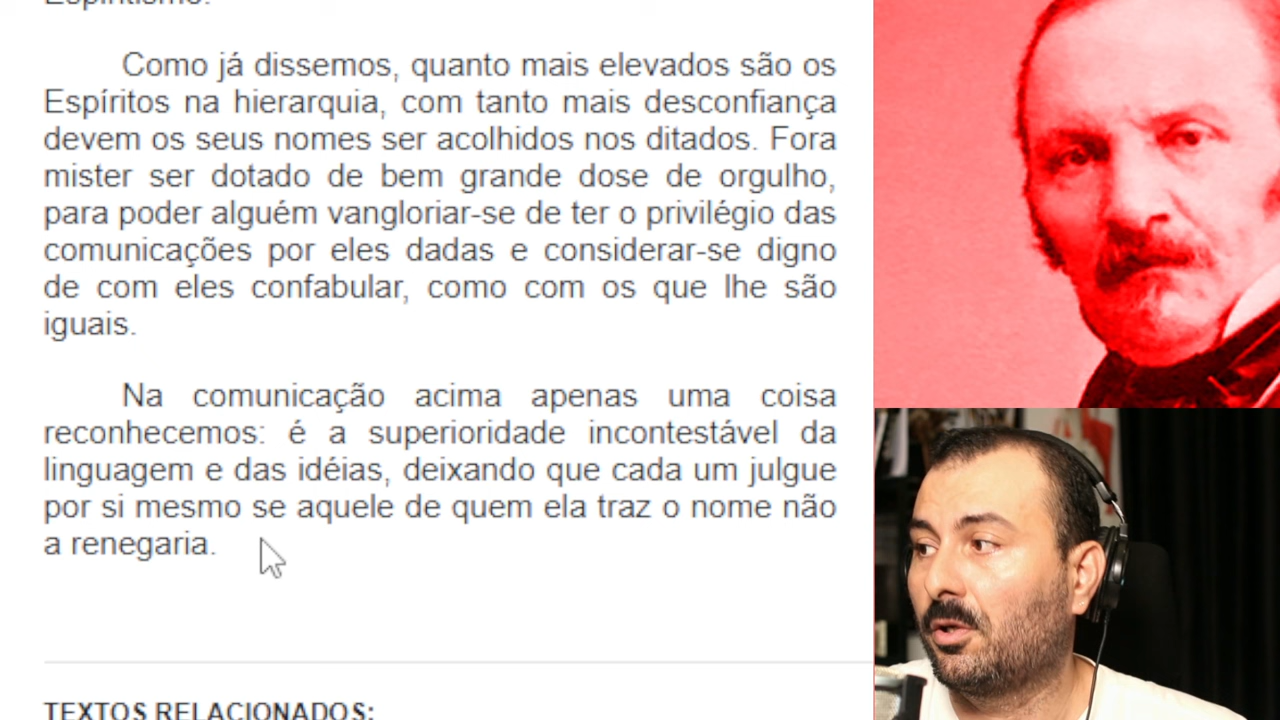 Espiritismo.
Como já dissemos, quanto mais elevados são os
Espíritos na hierarquia, com tanto mais desconfiança
devem os seus nomes ser acolhidos nos ditados. Fora
mister ser dotado de bem grande dose de orgulho,
para poder alguém vangloriar-se de ter o privilégio das
comunicações por eles dadas e considerar-se digno
de com eles confabular, como com os que lhe são
iguais.
Na comunicação acima apenas uma coisa
reconhecemos: é a superioridade incontestável da
linguagem e das idéias, deixando que cada um julgue
por si mesmo se aquele de quem ela traz o nome não
a renegaria.
TEXTOS RELACIONADOS: